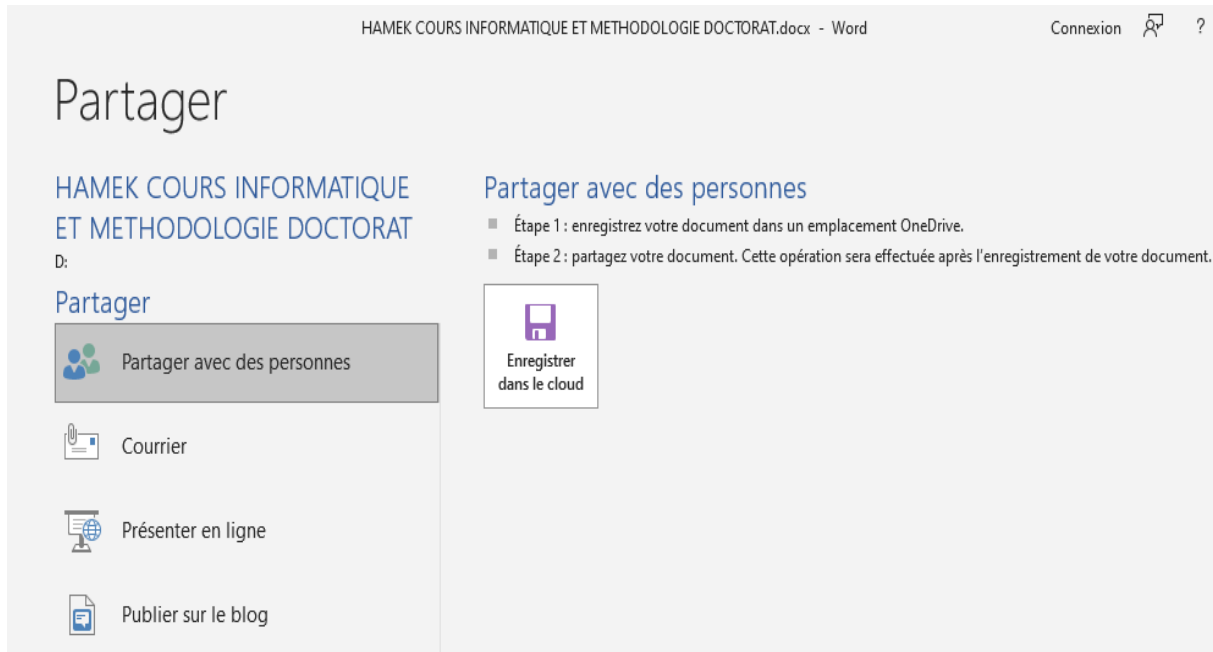 HAMEK COURS INFORMATIQUE ET METHODOLOGIE DOCTORAT.docx - Word
Connexion
?
Partager
HAMEK COURS INFORMATIQUE
ET METHODOLOGIE DOCTORAT
D:
Partager
Partager avec des personnes
Courrier
Présenter en ligne
Publier sur le blog
Partager avec des personnes
Étape 1 : enregistrez votre document dans un emplacement OneDrive.
Étape 2 : partagez votre document. Cette opération sera effectuée après l'enregistrement de votre document.
Enregistrer
dans le cloud